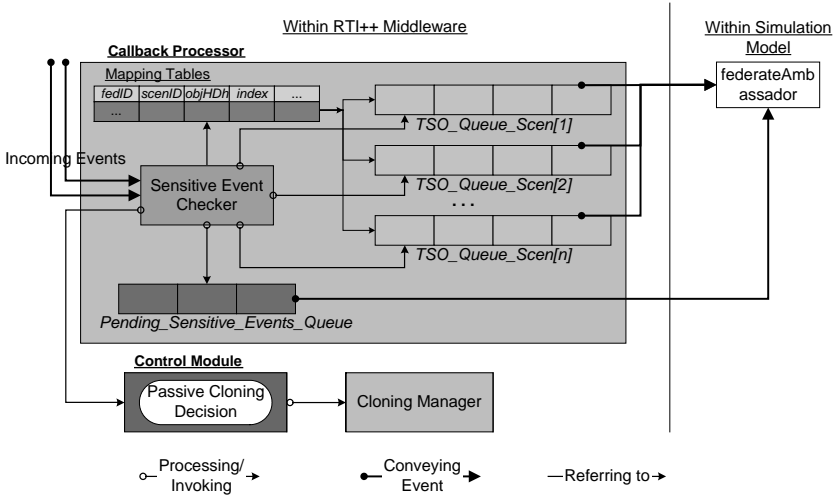 Within RTI++ Middleware
Within Simulation
Model
Callback Processor
Mapping Tables
fedID scenID objHDh index ...
...
federateAmb
assador
TSO_Queue_Scen[1]
Incoming Events
Sensitive Event
Checker
TSO_Queue_Scen[2]
...
TSO_Queue_Scen[n]
Pending_Sensitive_Events_Queue
Control Module
Passive Cloning
Decision
Cloning Manager
Processing/
Invoking
Conveying
Event
Referring to